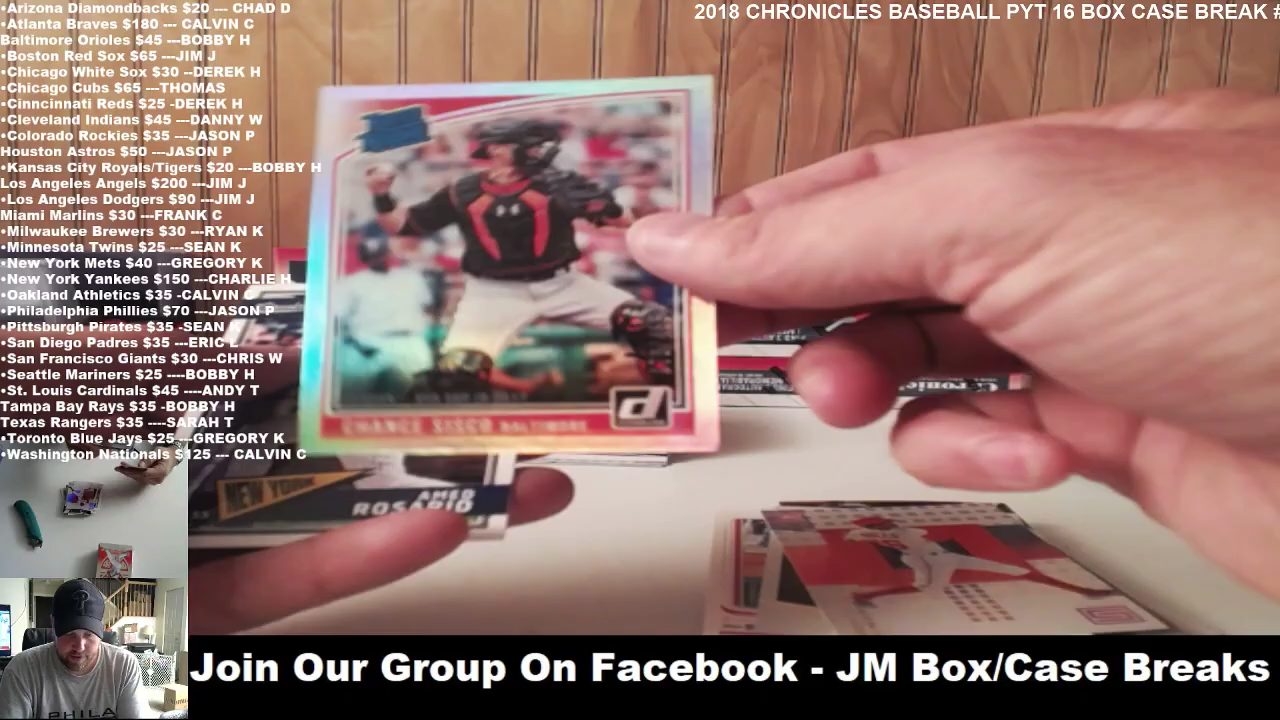 •Arizona Diamondbacks $20 --- CHAD D
•Atlanta Braves $180 --- CALVIN C
Baltimore Orioles $45 ---BOBBY H
•Boston Red Sox $65 ---JIM J
•Chicago White Sox $30 --DEREK H
•Chicago Cubs $65 ---THOMAS
•Cinncinnati Reds $25 -DEREK H
•Cleveland Indians $45 ---DANNY W
•Colorado Rockies $35 ---JASON P
Houston Astros $50 ---JASON P
•Kansas City Royals/Tigers $20 ---BOBBY H
Los Angeles Angels $200 ---JIM J
•Los Angeles Dodgers $90 ---JIM J
Miami Marlins $30 ---FRANK C
•Milwaukee Brewers $30 ---RYAN K
•Minnesota Twins $25 ---SEAN K
•New York Mets $40 ---GREGORY K
•New York Yankees $150 ---CHARLIE H
•Oakland Athletics $35 -CALVIN C
•Philadelphia Phillies $70 ---JASON P
•Pittsburgh Pirates $35 -SEAN K
•San Diego Padres $35 ---ERIC L
•San Francisco Giants $30 ---CHRIS W
•Seattle Mariners $25 ----BOBBY H
•St. Louis Cardinals $45 ----ANDY T
Tampa Bay Rays $35 -BOBBY H
Texas Rangers $35 ----SARAH T
•Toronto Blue Jays $25---GREGORY K
•Washington Nationals $125 --- CALVIN C
2018 CHRONICLES BASEBALL PYT 16 BOX CASE BREAK #
d
CHANCE SISCO BALTIMORE
NEW YORK
AMED
ROSARIO
PHILA
Join Our Group On Facebook - JM Box/Case Breaks